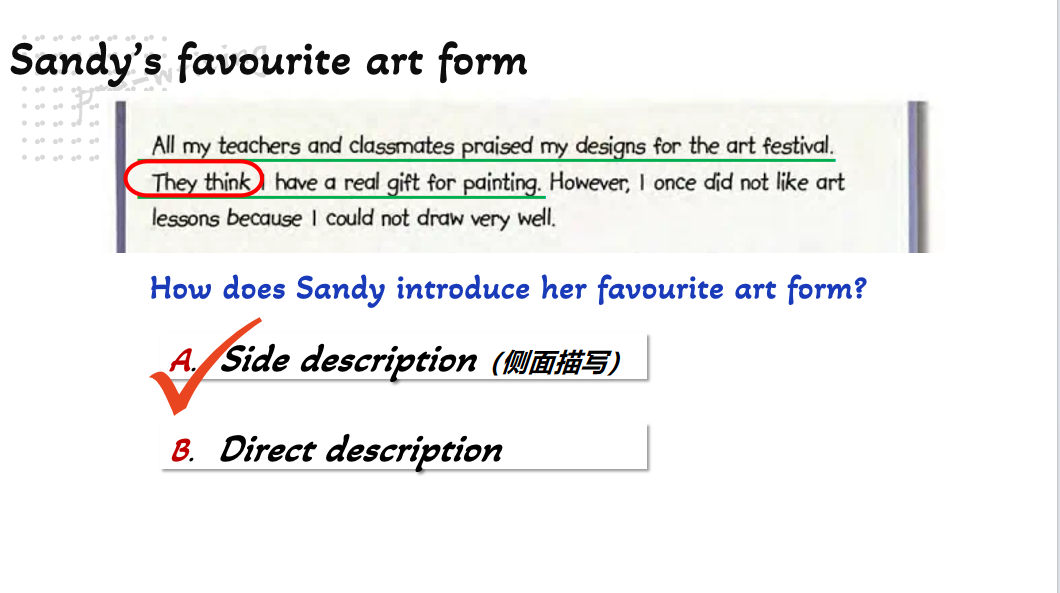 Sandy's favourite art form
All my teachers and classmates praised my designs for the art festival.
They think I have a real gift for painting. However, I once did not like art
lessons because I could not draw very well.
How does Sandy introduce her favourite art form?
A. Side description (侧面描写)
B. Direct description